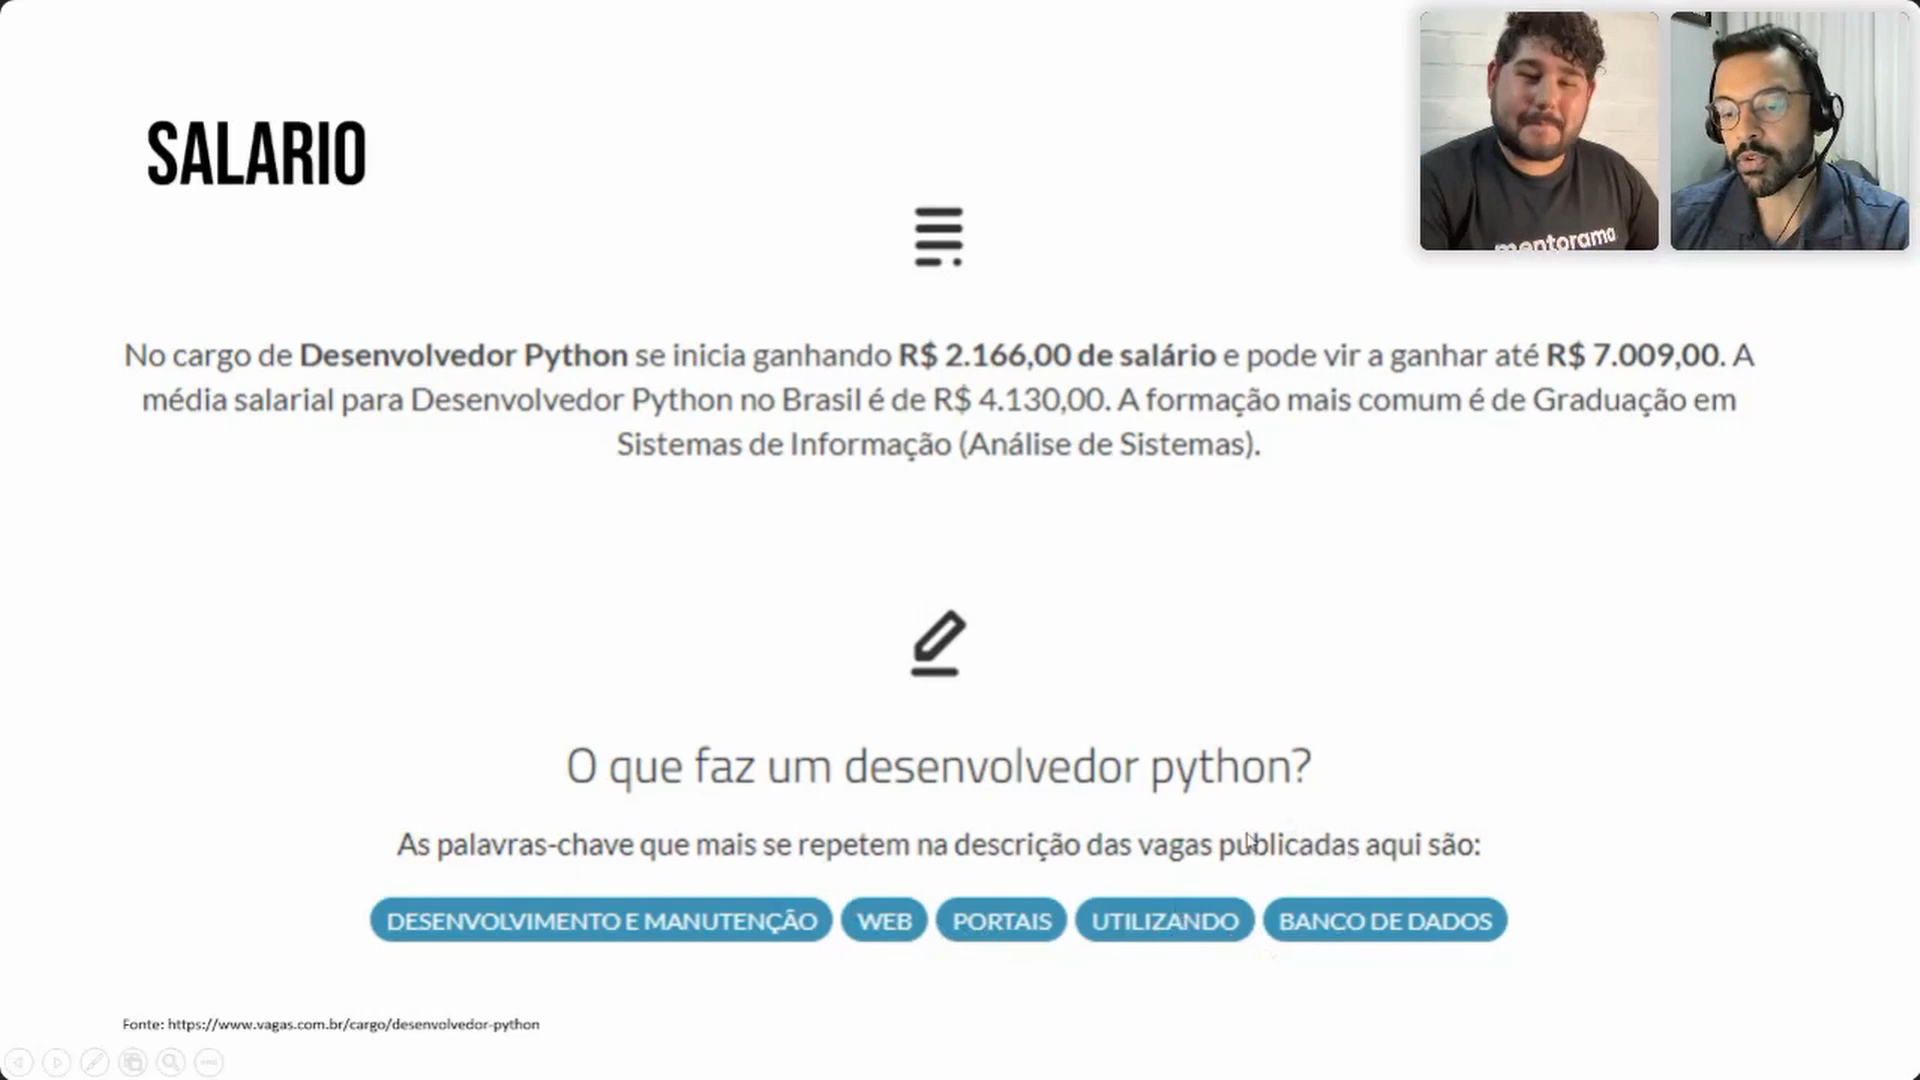 SALARIO
mentorama
No cargo de Desenvolvedor Python se inicia ganhando R$ 2.166,00 de salário e pode vir a ganhar até R$ 7.009,00. A
média salarial para Desenvolvedor Python no Brasil é de R$ 4.130,00. A formação mais comum é de Graduação em
Sistemas de Informação (Análise de Sistemas).
O que faz um desenvolvedor python?
As palavras-chave que mais se repetem na descrição das vagas publicadas aqui são:
DESENVOLVIMENTO E MANUTENÇÃO WEB PORTAIS UTILIZANDO BANCO DE DADOS
Fonte: https://www.vagas.com.br/cargo/desenvolvedor-python